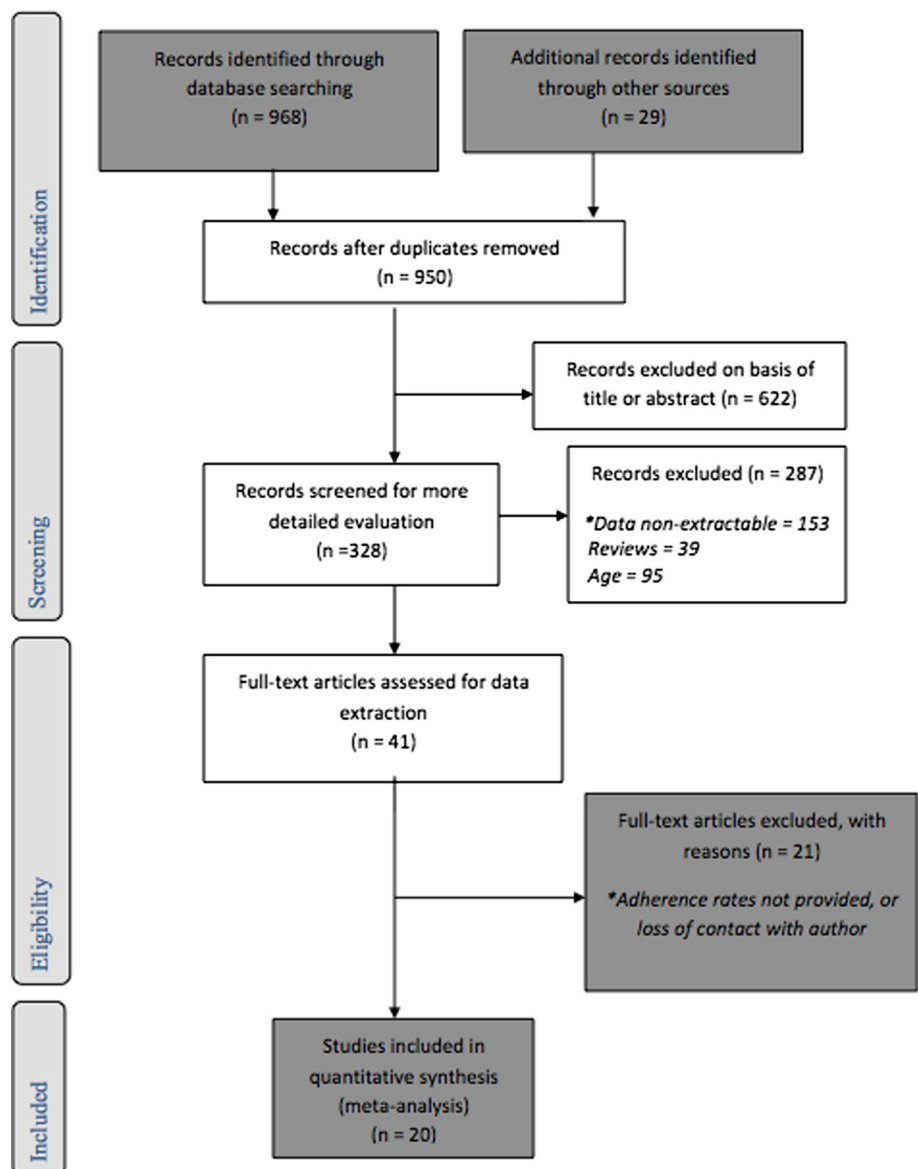 Records identified through
database searching
(n = 968)
Additional records identified
through other sources
(n = 29)
Identification
Records after duplicates removed
(n = 950)
Records excluded on basis of
title or abstract (n = 622)
Screening
Records screened for more
detailed evaluation
(n =328)
Records excluded (n = 287)
*Data non-extractable = 153
Reviews = 39
Age = 95
Full-text articles assessed for data
extraction
(n = 41)
Eligibility
Full-text articles excluded, with
reasons (n = 21)
*Adherence rates not provided, or
loss of contact with author
Included
Studies included in
quantitative synthesis
(meta-analysis)
(n = 20)